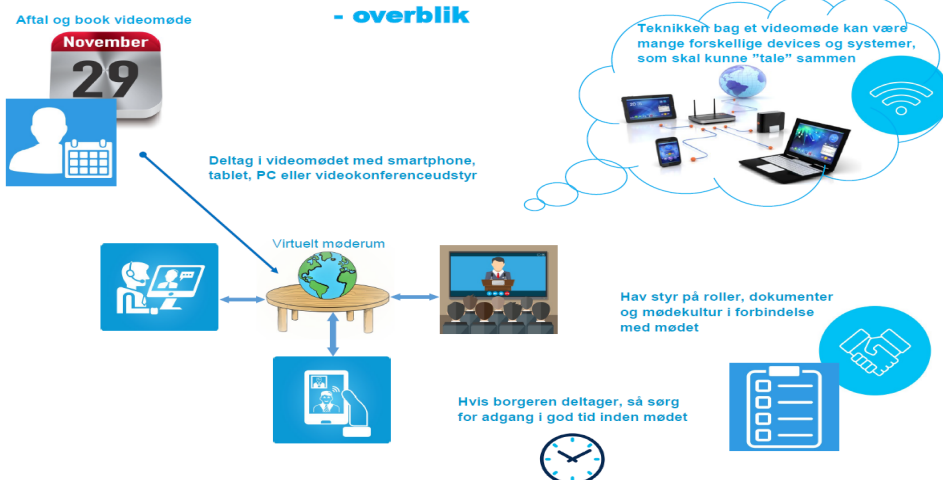 - overblik
Aftal og book videomøde
November
29
Teknikken bag et videomøde kan være
mange forskellige devices og systemer,
som skal kunne ”tale” sammen
Deltag i videomødet med smartphone,
tablet, PC eller videokonferenceudstyr
Virtuelt møderum
Hav styr på roller, dokumenter
og mødekultur i forbindelse
med mødet
Hvis borgeren deltager, så sørg
for adgang i god tid inden mødet